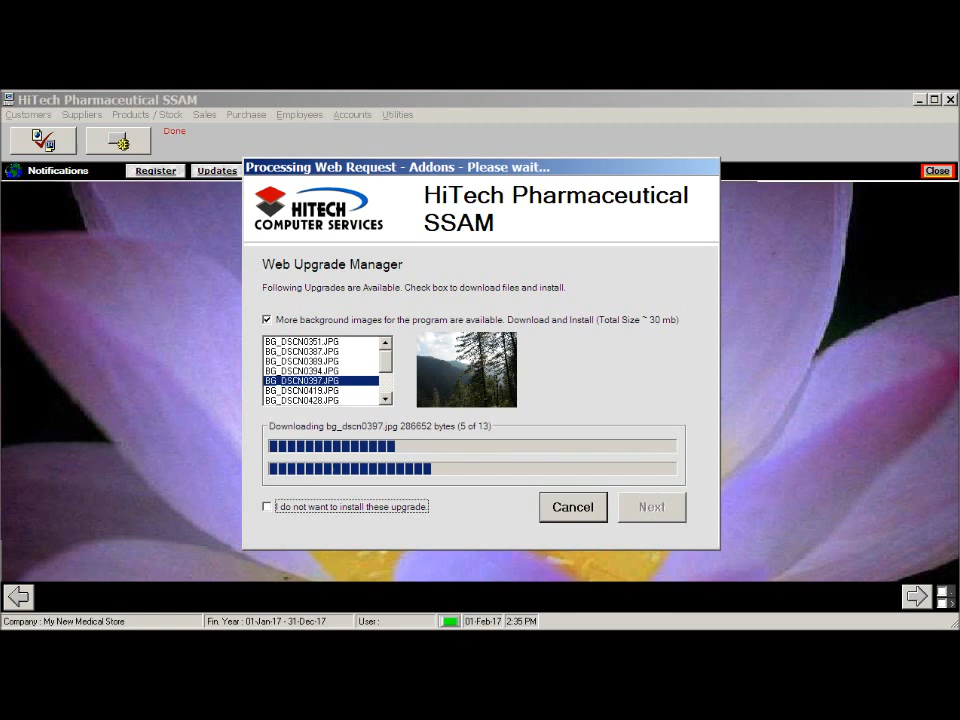 HiTech Pharmaceutical SSAM
Customers Suppliers Products / Stock Sales Purchase Employees Accounts Utilities
Done
Notifications Register Updates Close
Processing Web Request - Addons - Please wait...
HITECH
COMPUTER SERVICES
HiTech Pharmaceutical
SSAM
Web Upgrade Manager
Following Upgrades are Available. Check box to download files and install.
More background images for the program are available. Download and Install (Total Size ~ 30 mb)
BG_DSCN0351.JPG
BG_DSCN0387.JPG
BG_DSCN0389.JPG
BG_DSCN0394.JPG
BG_DSCN0397.JPG
BG_DSCN0419.JPG
BG_DSCN0428.JPG
Downloading bg_dscn0397.jpg 286652 bytes (5 of 13)
I do not want to install these upgrade.
Cancel Next
Company : My New Medical Store Fin. Year : 01-Jan-17 - 31-Dec-17 User : 01-Feb-17 2:35 PM